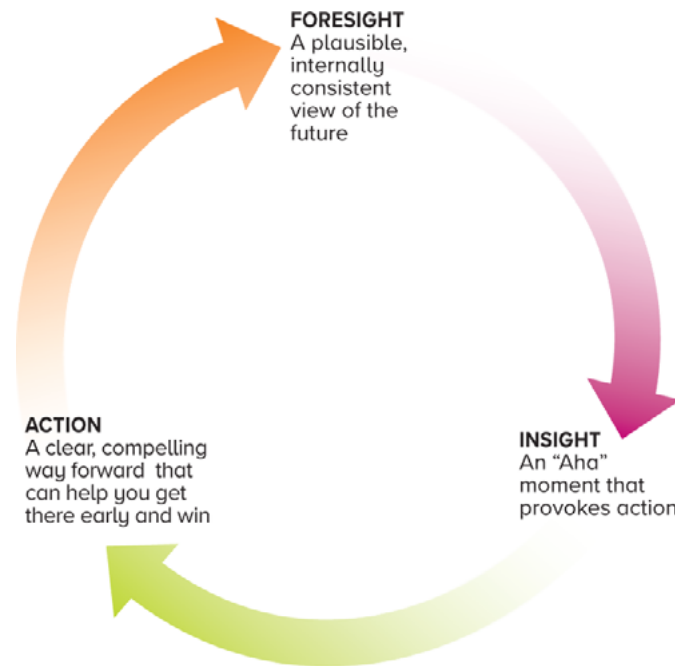 FORESIGHT
A plausible,
internally
consistent
view of the
future
ACTION
A clear, compelling
way forward that
can help you get
there early and win
INSIGHT
An “Aha”
moment that
provokes action